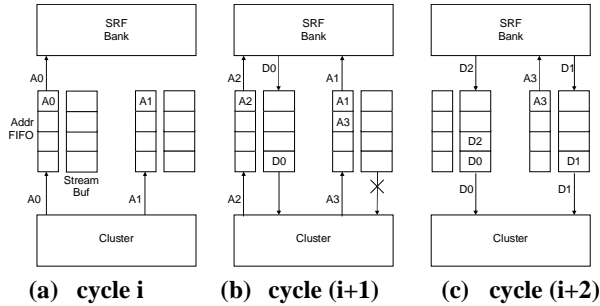 SRF
Bank
SRF
Bank
SRF
Bank
A0
A2
D0
A1
D2
A3
D1
Addr
FIFO
A0
A1
A2
A1
A3
D0
A3
D2
D0
D1
Stream
Buf
A0
A1
A2
A3
D0
D1
Cluster
Cluster
Cluster
(a) cycle i
(b) cycle (i+1)
(c) cycle (i+2)